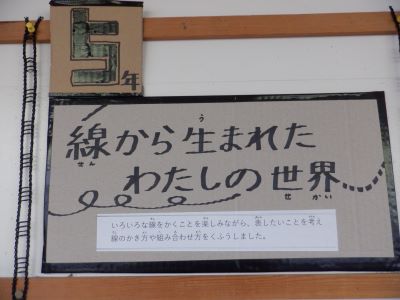 5年
線から生まれた
わたしの世界
いろいろな線をかくことを楽しみながら、表したいことを考え
線のかき方や組み合わせ方をくふうしました。